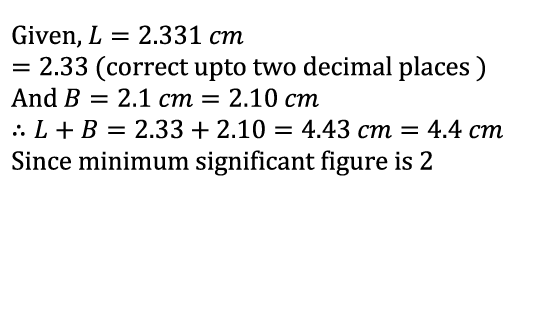 Given, L = 2.331 cm
= 2.33 (correct upto two decimal places )
And B = 2.1 cm = 2.10 cm
∴ L + B = 2.33 + 2.10 = 4.43 cm = 4.4 cm
Since minimum significant figure is 2